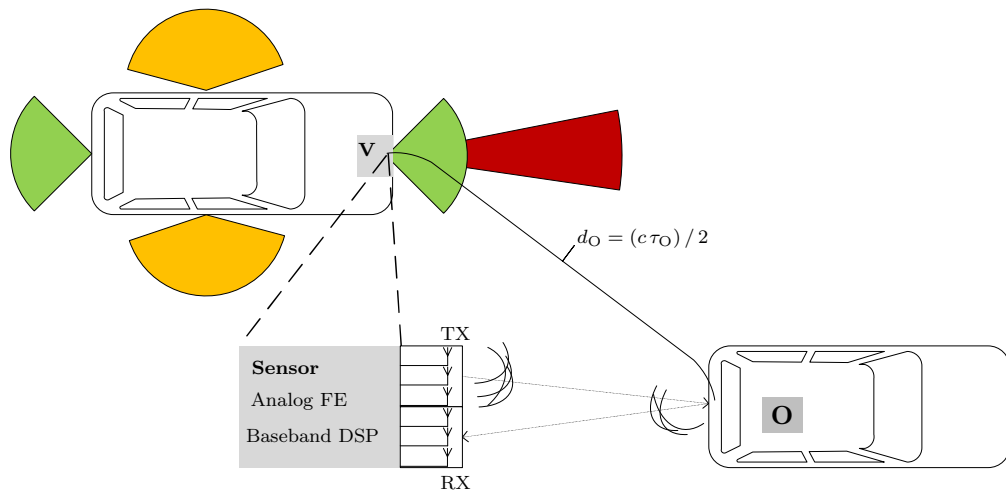 V
d_O = (c τ_O) / 2
TX
Sensor
Analog FE
Baseband DSP
O
RX